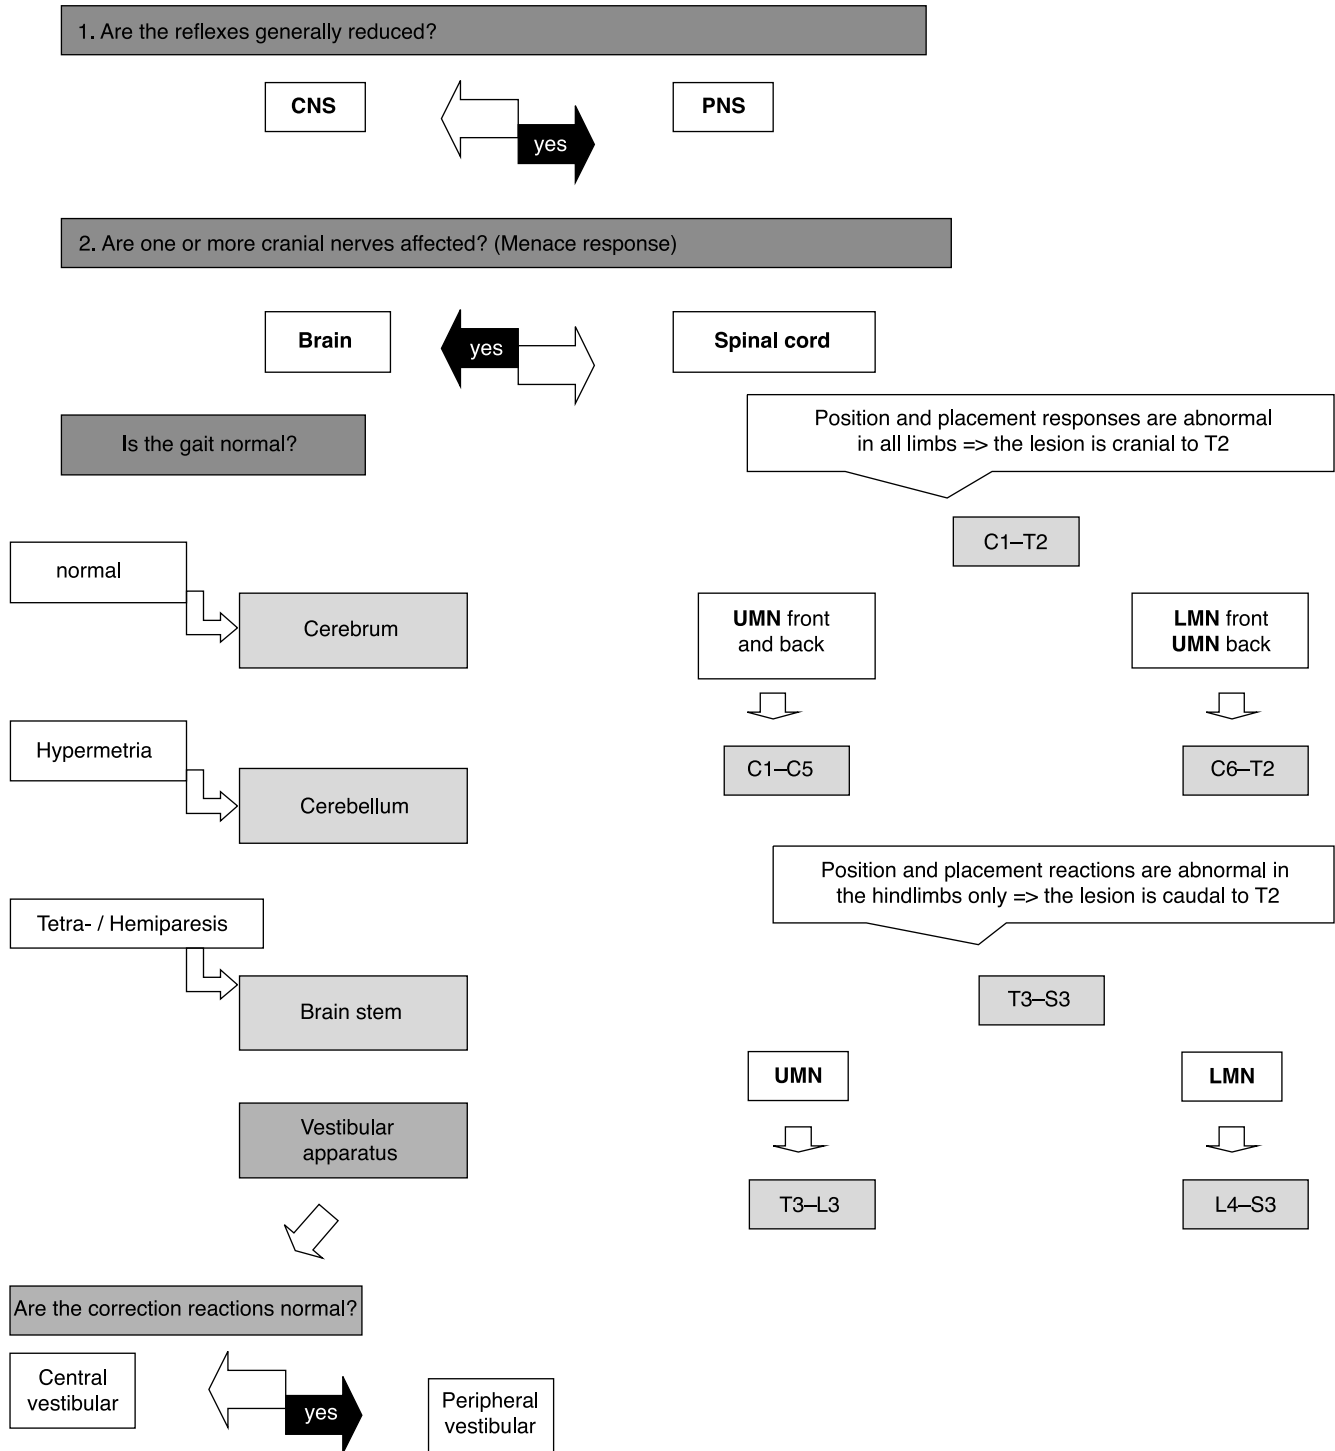 1. Are the reflexes generally reduced?
CNS
yes
PNS
2. Are one or more cranial nerves affected? (Menace response)
Brain
yes
Spinal cord
Is the gait normal?
Position and placement responses are abnormal
in all limbs => the lesion is cranial to T2
C1–T2
normal
Cerebrum
UMN front
and back
LMN front
UMN back
Hypermetria
Cerebellum
C1–C5
C6–T2
Position and placement reactions are abnormal in
the hindlimbs only => the lesion is caudal to T2
Tetra- / Hemiparesis
Brain stem
T3–S3
UMN
LMN
Vestibular
apparatus
T3–L3
L4–S3
Are the correction reactions normal?
Central
vestibular
yes
Peripheral
vestibular